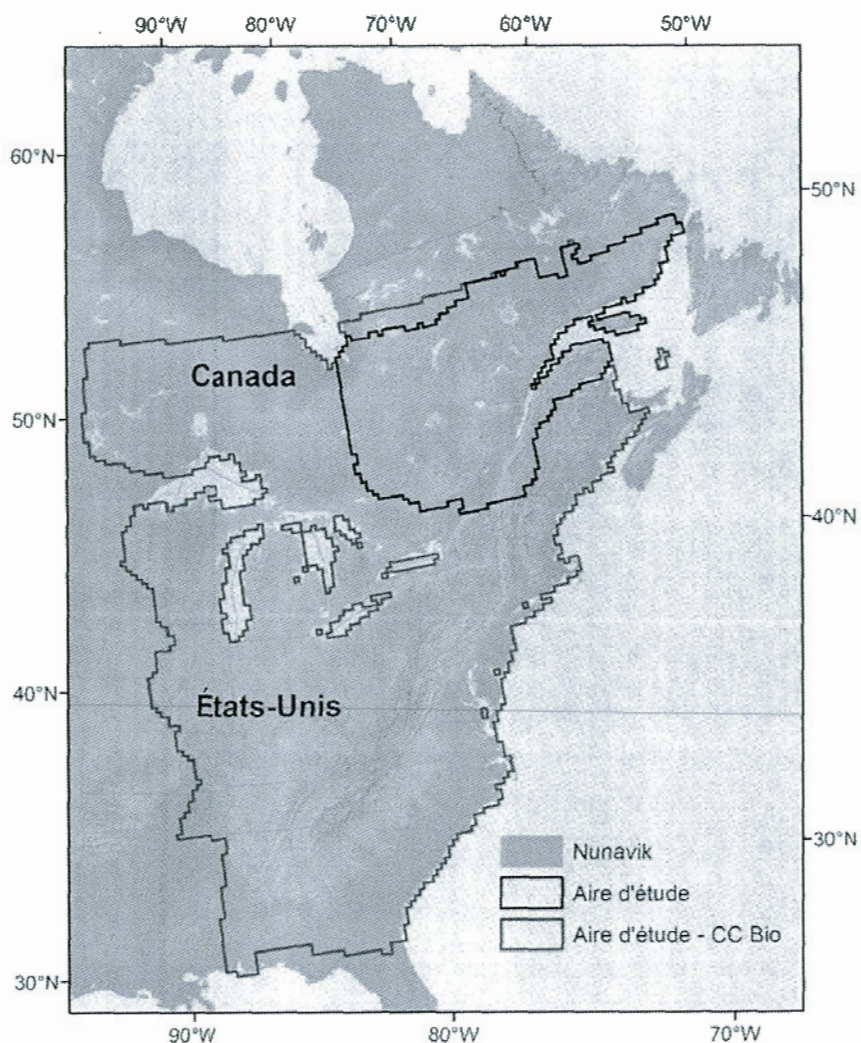 90°W 80°W 70°W 60°W 50°W
60°N
50°N
Canada
50°N
40°N
40°N
États-Unis
30°N
Nunavik
Aire d'étude
Aire d'étude - CC Bio
30°N
90°W 80°W 70°W